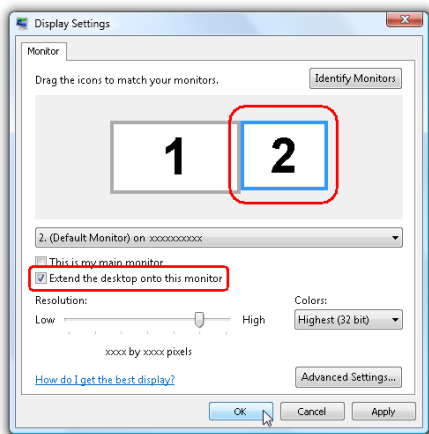 Display Settings
Monitor
Drag the icons to match your monitors.
Identify Monitors
1 2
2. (Default Monitor) on xxxxxxxxxx
This is my main monitor
Extend the desktop onto this monitor
Resolution: Colors:
Low High Highest (32 bit)
xxxx by xxxx pixels
How do I get the best display? Advanced Settings...
OK Cancel Apply